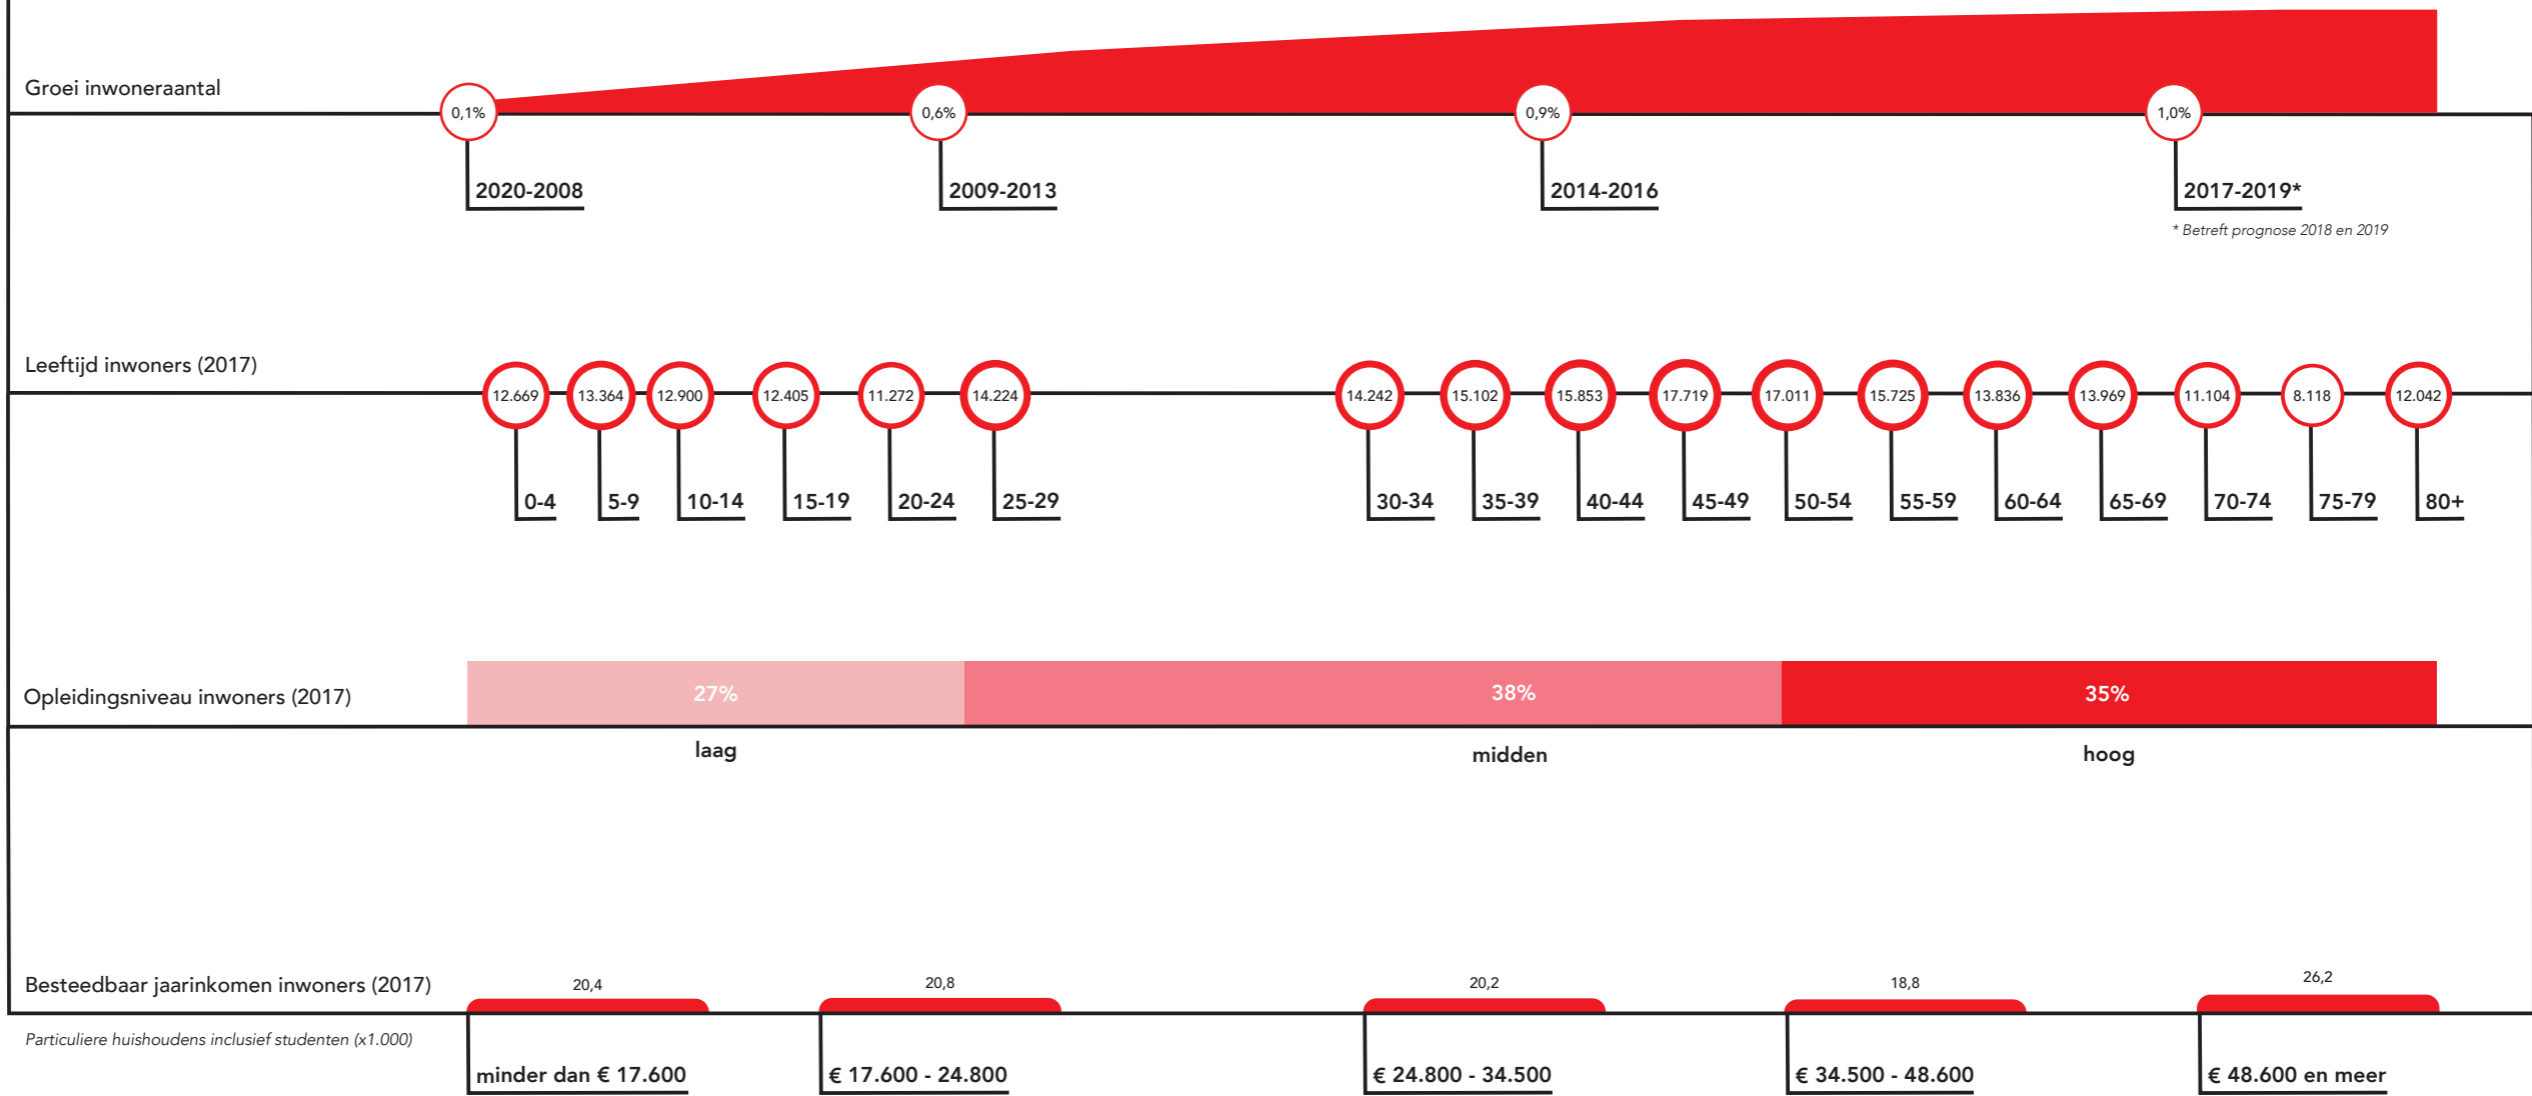 Groei inwoneraantal
0,1% 0,6% 0,9% 1,0%
2020-2008 2009-2013 2014-2016 2017-2019*
* Betreft prognose 2018 en 2019
Leeftijd inwoners (2017)
12.669 13.364 12.900 12.405 11.272 14.224 14.242 15.102 15.853 17.719 17.011 15.725 13.836 13.969 11.104 8.118 12.042
0-4 5-9 10-14 15-19 20-24 25-29 30-34 35-39 40-44 45-49 50-54 55-59 60-64 65-69 70-74 75-79 80+
Opleidingsniveau inwoners (2017) 27% 38% 35%
laag midden hoog
Besteedbaar jaarinkomen inwoners (2017) 20,4 20,8 20,2 18,8 26,2
Particuliere huishoudens inclusief studenten (x1.000)
minder dan € 17.600 € 17.600 - 24.800 € 24.800 - 34.500 € 34.500 - 48.600 € 48.600 en meer